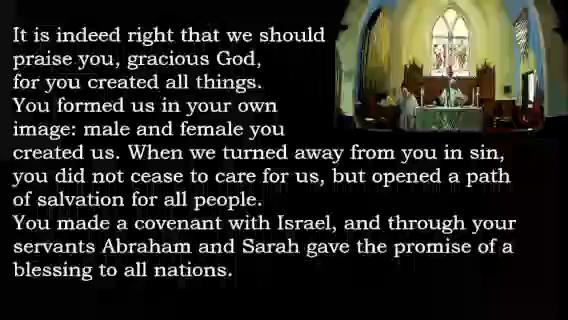 It is indeed right that we should
praise you, gracious God,
for you created all things.
You formed us in your own
image: male and female you
created us. When we turned away from you in sin,
you did not cease to care for us, but opened a path
of salvation for all people.
You made a covenant with Israel, and through your
servants Abraham and Sarah gave the promise of a
blessing to all nations.